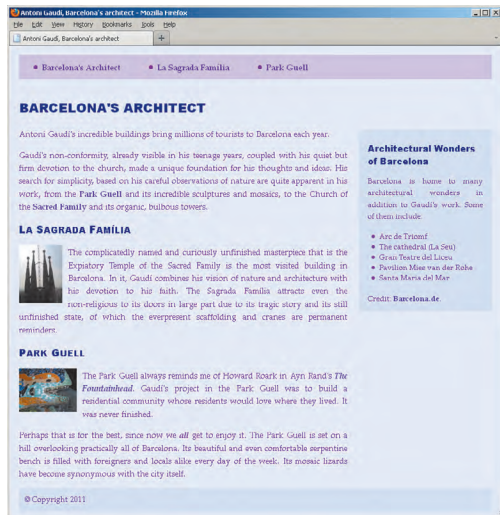 Antoni Gaudí, Barcelona's architect - Mozilla Firefox
File Edit View History Bookmarks Tools Help
Antoni Gaudí, Barcelona's architect
Barcelona's Architect La Sagrada Família Park Guell
BARCELONA'S ARCHITECT
Antoni Gaudí's incredible buildings bring millions of tourists to Barcelona each year.
Gaudí's non-conformity, already visible in his teenage years, coupled with his quiet but
firm devotion to the church, made a unique foundation for his thoughts and ideas. His
search for simplicity, based on his careful observations of nature are quite apparent in his
work, from the Park Guell and its incredible sculptures and mosaics, to the Church of
the Sacred Family and its organic, bulbous towers.
LA SAGRADA FAMÍLIA
The complicatedly named and curiously unfinished masterpiece that is the
Expiatory Temple of the Sacred Family is the most visited building in
Barcelona. In it, Gaudí combines his vision of nature and architecture with
his devotion to his faith. The Sagrada Família attracts even the
non-religious to its doors in large part due to its tragic story and its still
unfinished state, of which the everpresent scaffolding and cranes are permanent
reminders.
PARK GUELL
The Park Guell always reminds me of Howard Roark in Ayn Rand's The
Fountainhead. Gaudí's project in the Park Guell was to build a
residential community whose residents would love where they lived. It
was never finished.
Perhaps that is for the best, since now we all get to enjoy it. The Park Guell is set on a
hill overlooking practically all of Barcelona. Its beautiful and even comfortable serpentine
bench is filled with foreigners and locals alike every day of the week. Its mosaic lizards
have become synonymous with the city itself.
Architectural Wonders
of Barcelona
Barcelona is home to many
architectural wonders in
addition to Gaudí's work. Some
of them include:
Arc de Triomf
The cathedral (La Seu)
Gran Teatre del Liceu
Pavilion Mies van der Rohe
Santa Maria del Mar
Credit: Barcelona.de.
© Copyright 2011